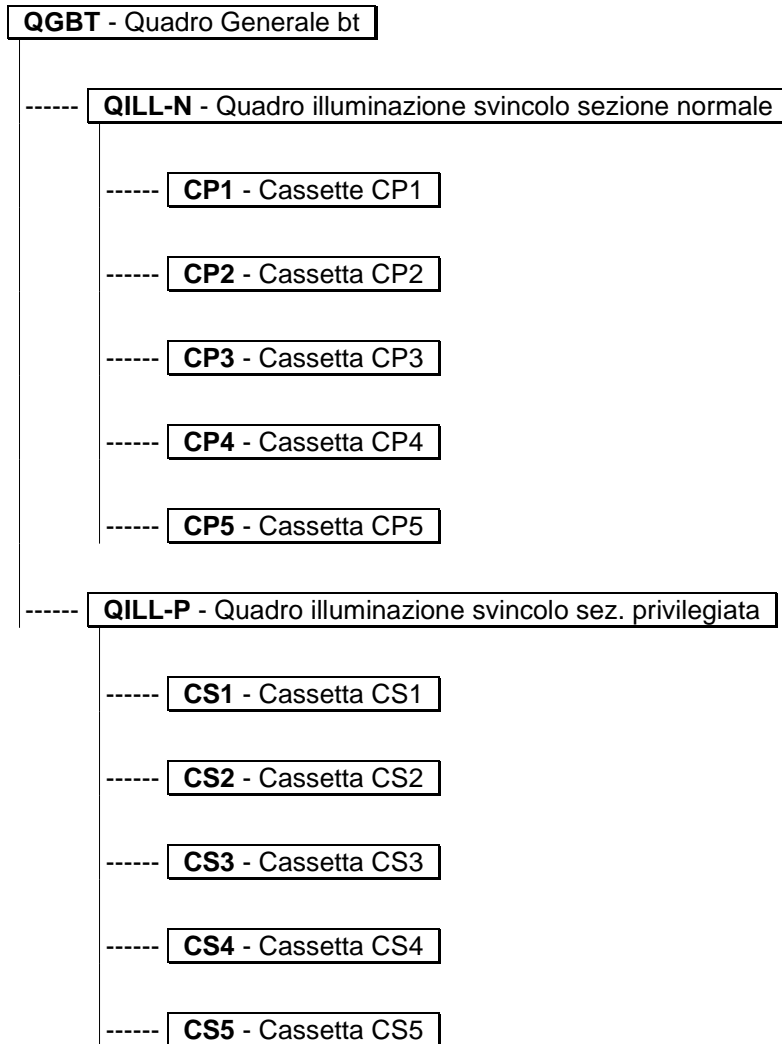 QGBT - Quadro Generale bt
------ QILL-N - Quadro illuminazione svincolo sezione normale
------ CP1 - Cassette CP1
------ CP2 - Cassetta CP2
------ CP3 - Cassetta CP3
------ CP4 - Cassetta CP4
------ CP5 - Cassetta CP5
------ QILL-P - Quadro illuminazione svincolo sez. privilegiata
------ CS1 - Cassetta CS1
------ CS2 - Cassetta CS2
------ CS3 - Cassetta CS3
------ CS4 - Cassetta CS4
------ CS5 - Cassetta CS5